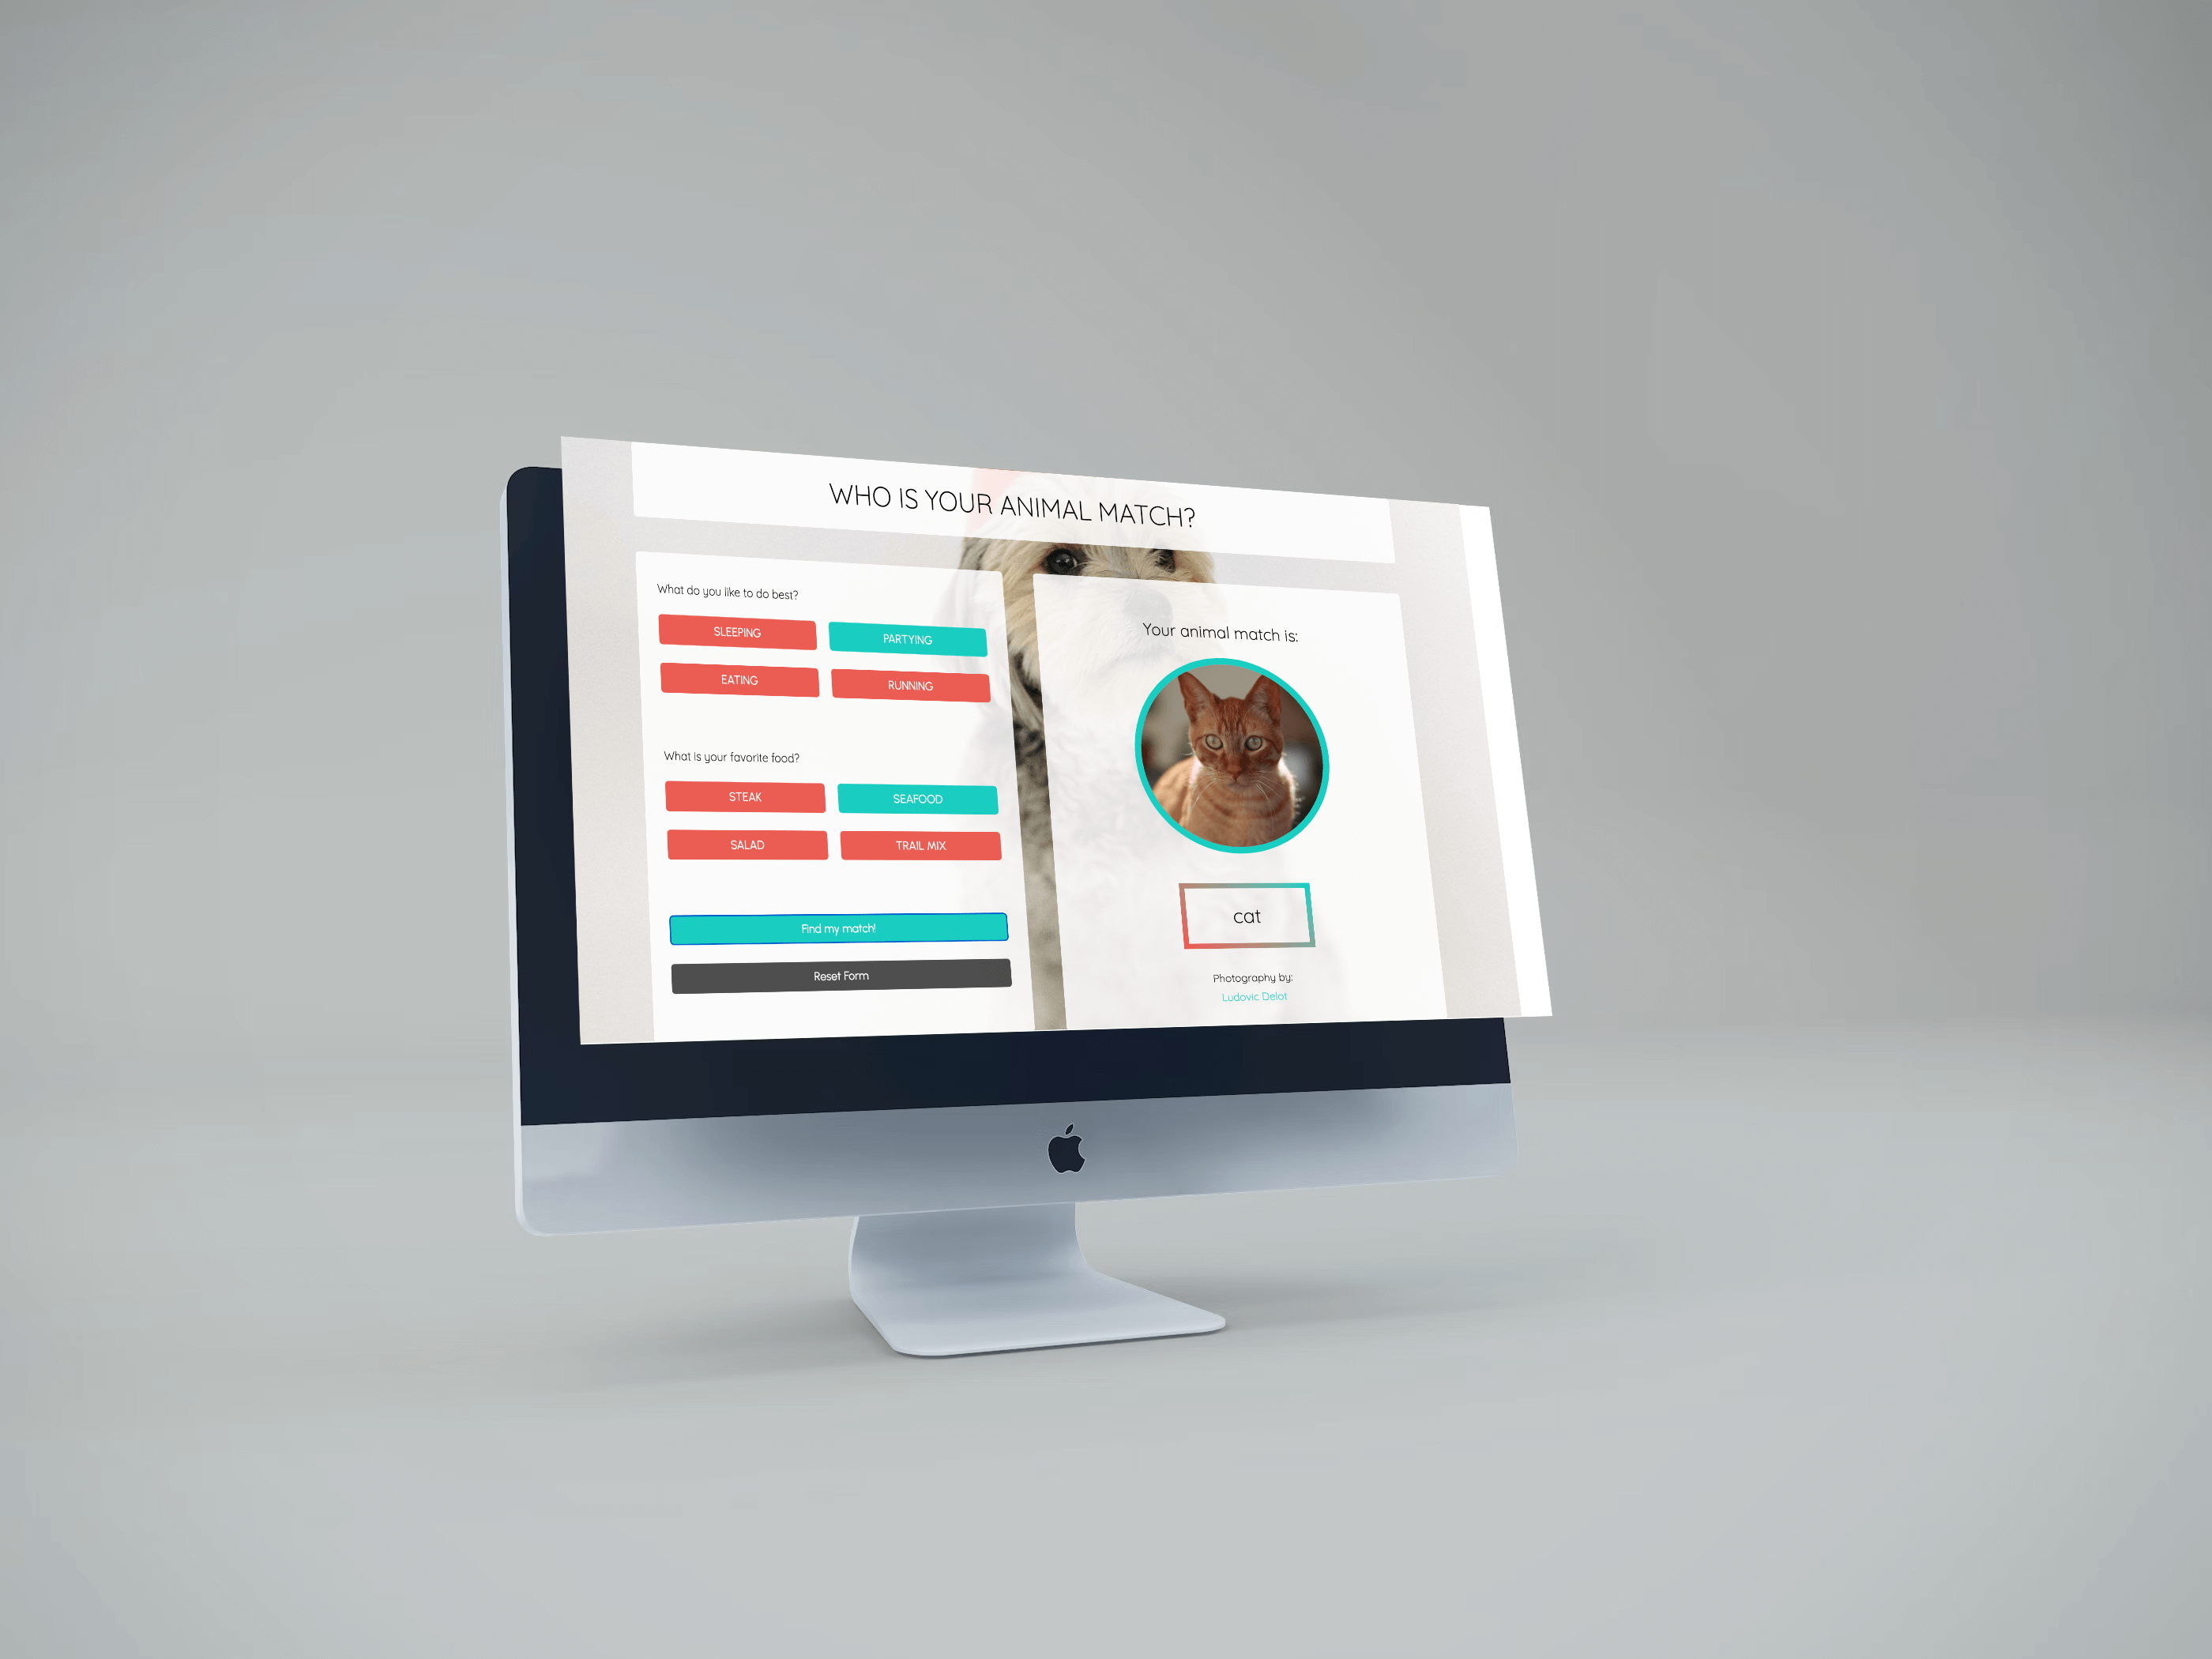 WHO IS YOUR ANIMAL MATCH?
What do you like to do best?
SLEEPING
PARTYING
EATING
RUNNING
What is your favorite food?
STEAK
SEAFOOD
SALAD
TRAIL MIX
Find my match!
Reset Form
Your animal match is:
cat
Photography by:
Ludovic Delot